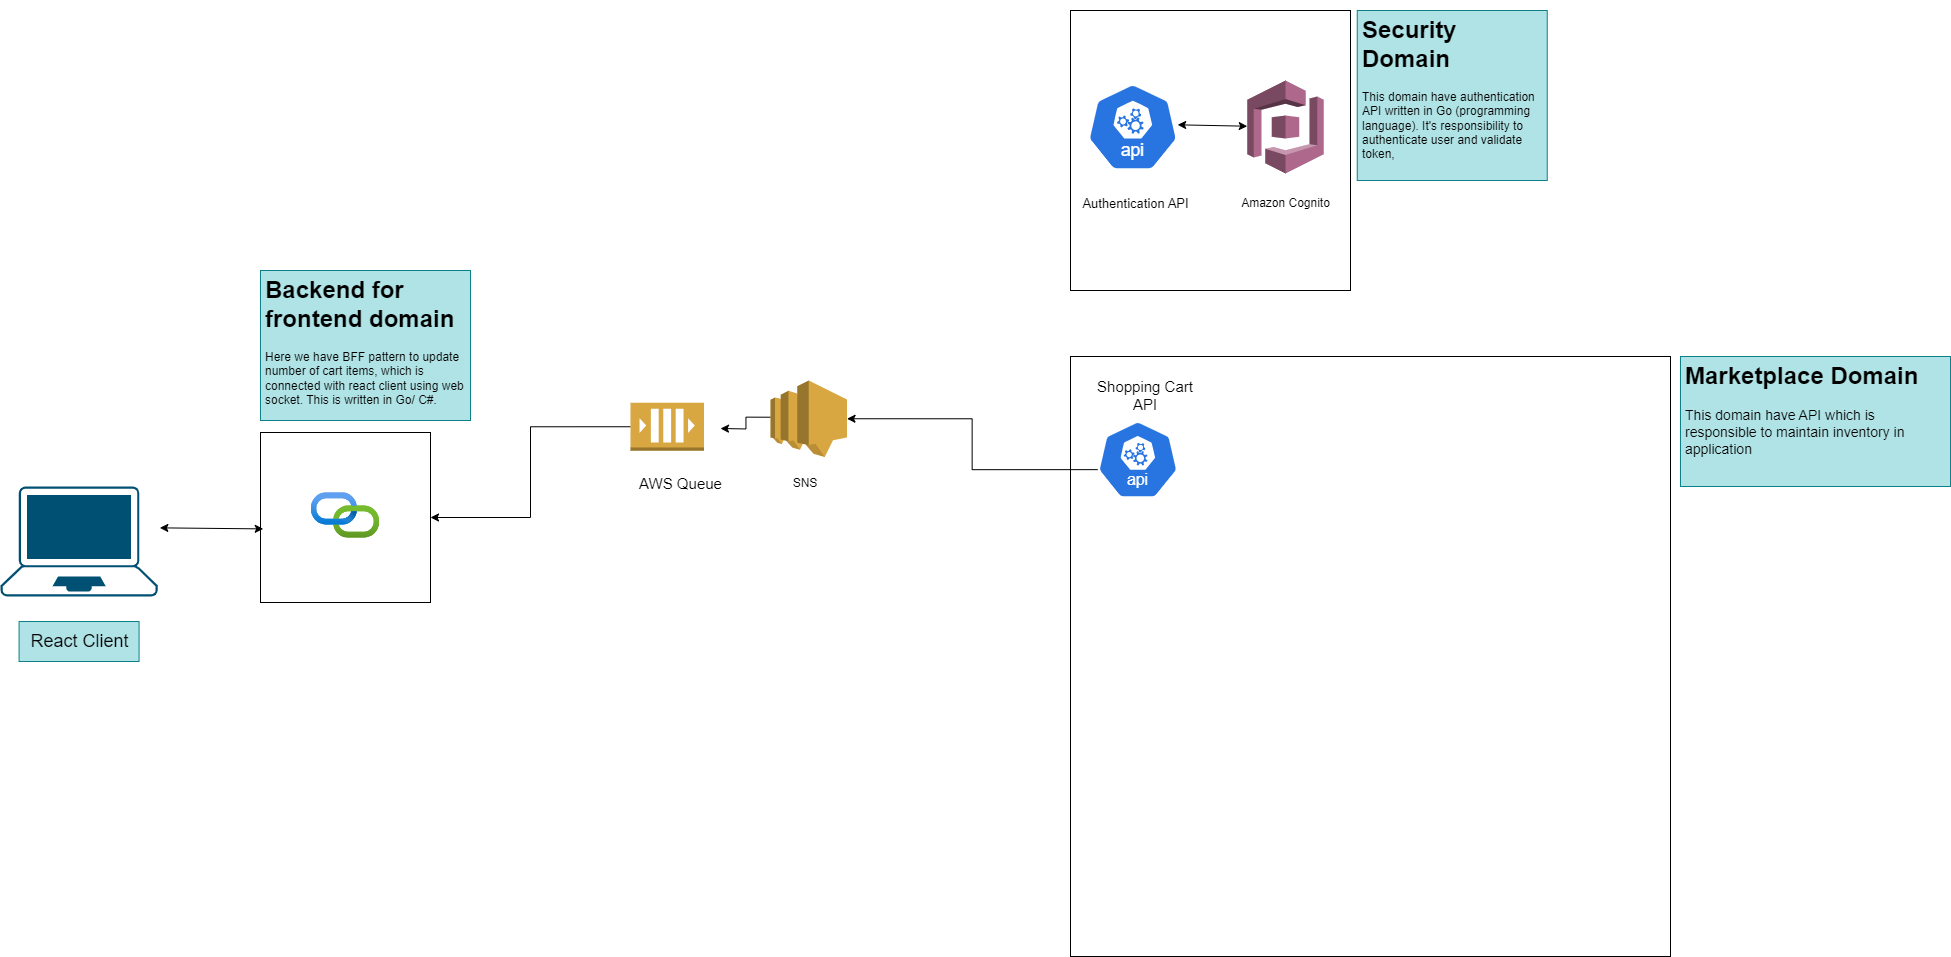 Security
Domain
This domain have authentication
API written in Go (programming
language). It's responsibility to
authenticate user and validate
token,
api
Authentication API
Amazon Cognito
Backend for
frontend domain
Here we have BFF pattern to update
number of cart items, which is
connected with react client using web
socket. This is written in Go/ C#.
AWS Queue
SNS
Shopping Cart
API
api
Marketplace Domain
This domain have API which is
responsible to maintain inventory in
application
React Client